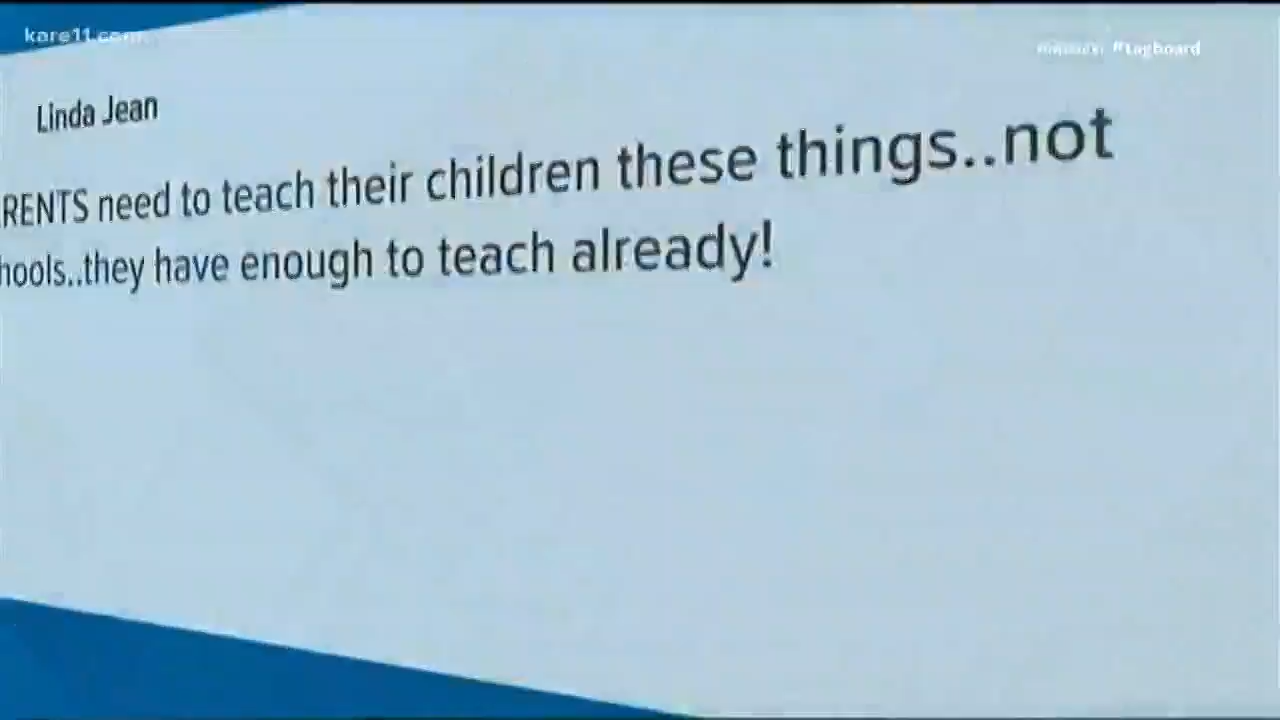 kare11.com
#tagboard
Linda Jean
RENTS need to teach their children these things..not
hools..they have enough to teach already!